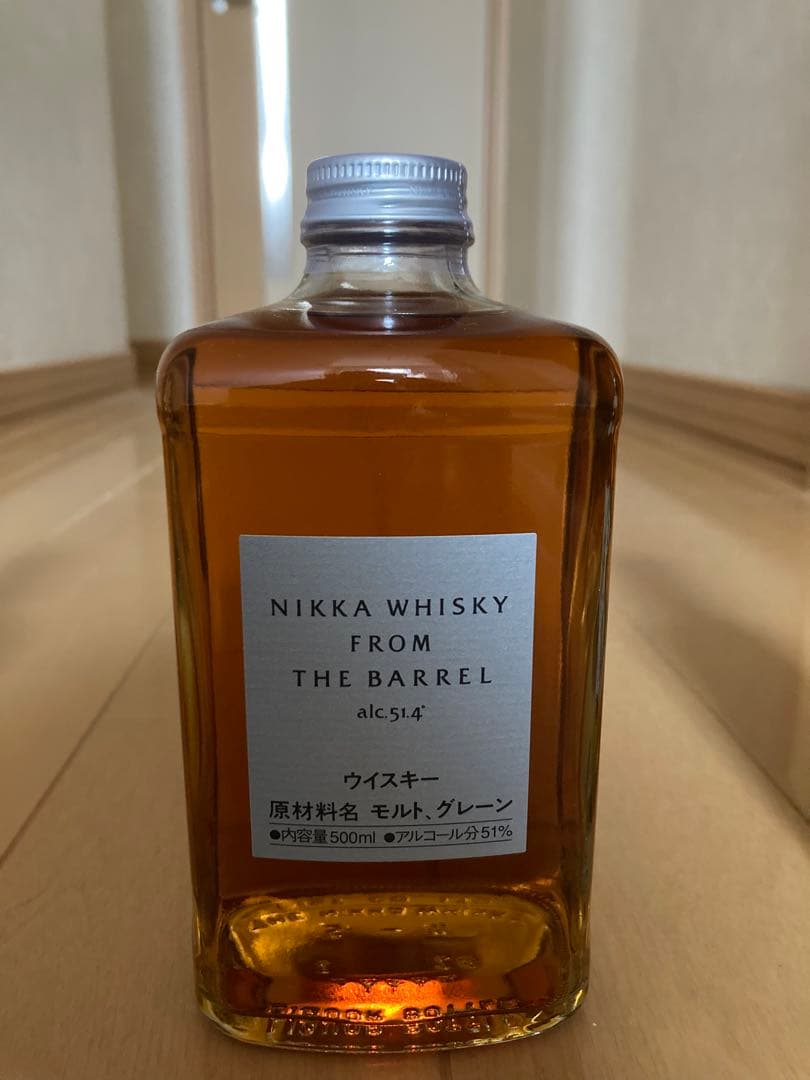 NIKKA WHISKY
FROM
THE BARREL
alc.51.4°
ウイスキー
原材料名 モルト、グレーン
●内容量500ml ●アルコール分51%